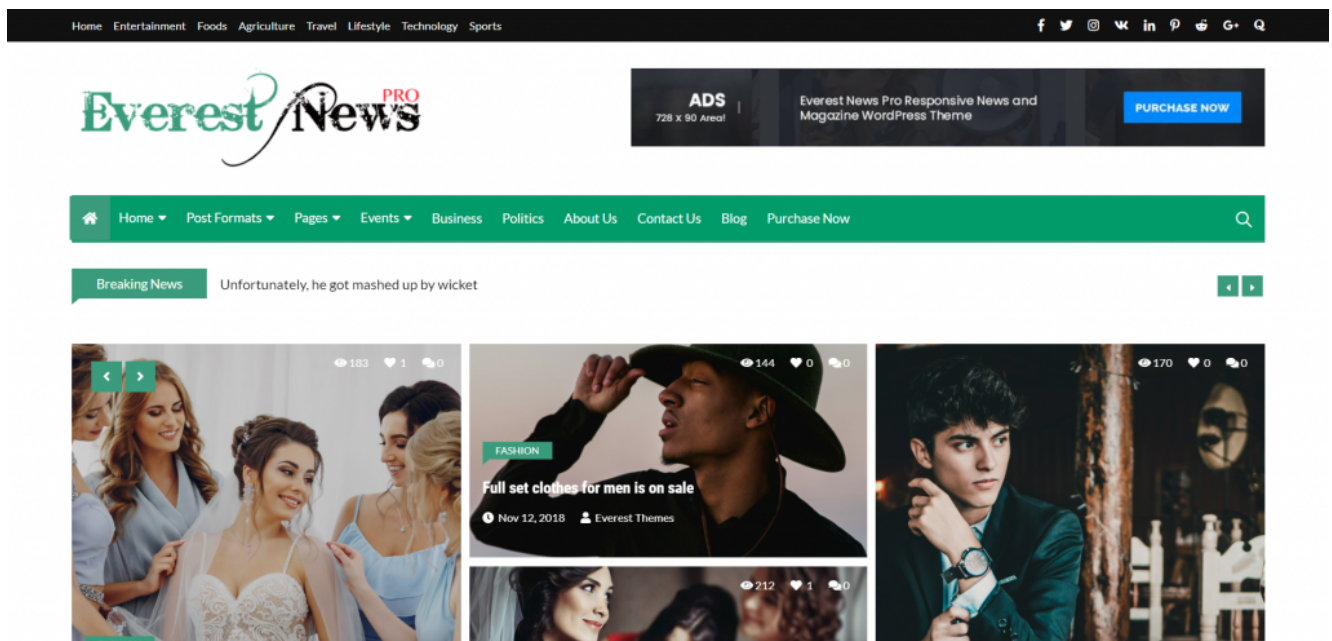 Home Entertainment Foods Agriculture Travel Lifestyle Technology Sports
Everest News PRO
ADS
728 x 90 Area!
Everest News Pro Responsive News and
Magazine WordPress Theme
PURCHASE NOW
Home Post Formats Pages Events Business Politics About Us Contact Us Blog Purchase Now
Breaking News Unfortunately, he got mashed up by wicket
183 1 0
144 0 0
170 0 0
FASHION
Full set clothes for men is on sale
Nov 12, 2018 Everest Themes
212 1 0